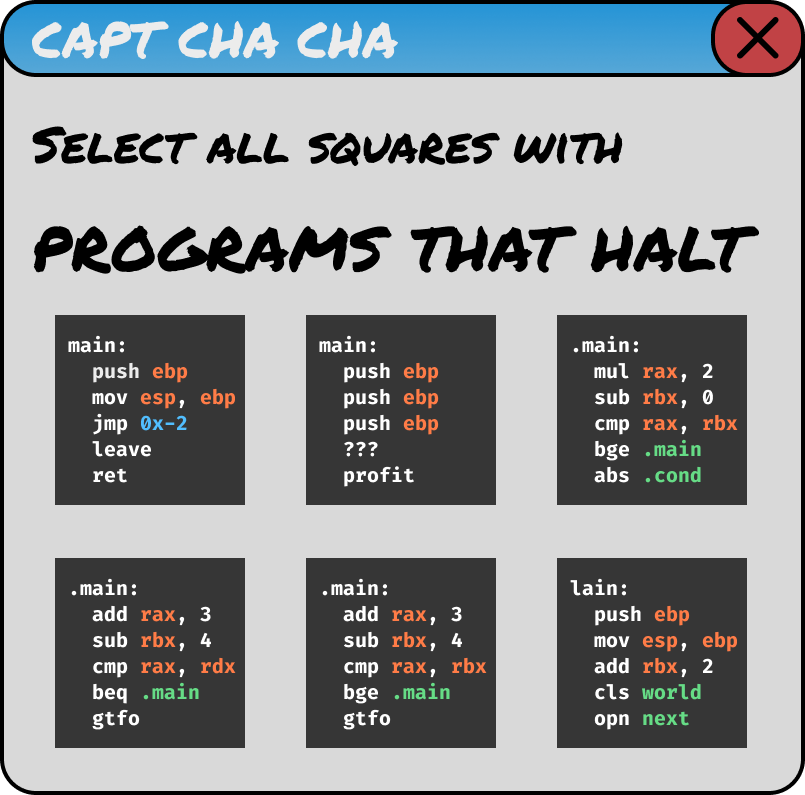 CAPT CHA CHA
SELECT ALL SQUARES WITH
PROGRAMS THAT HALT
main:
push ebp
mov esp, ebp
jmp 0x-2
leave
ret
main:
push ebp
push ebp
push ebp
???
profit
.main:
mul rax, 2
sub rbx, 0
cmp rax, rbx
bge .main
abs .cond
.main:
add rax, 3
sub rbx, 4
cmp rax, rdx
beq .main
gtfo
.main:
add rax, 3
sub rbx, 4
cmp rax, rbx
bge .main
gtfo
lain:
push ebp
mov esp, ebp
add rbx, 2
cls world
opn next